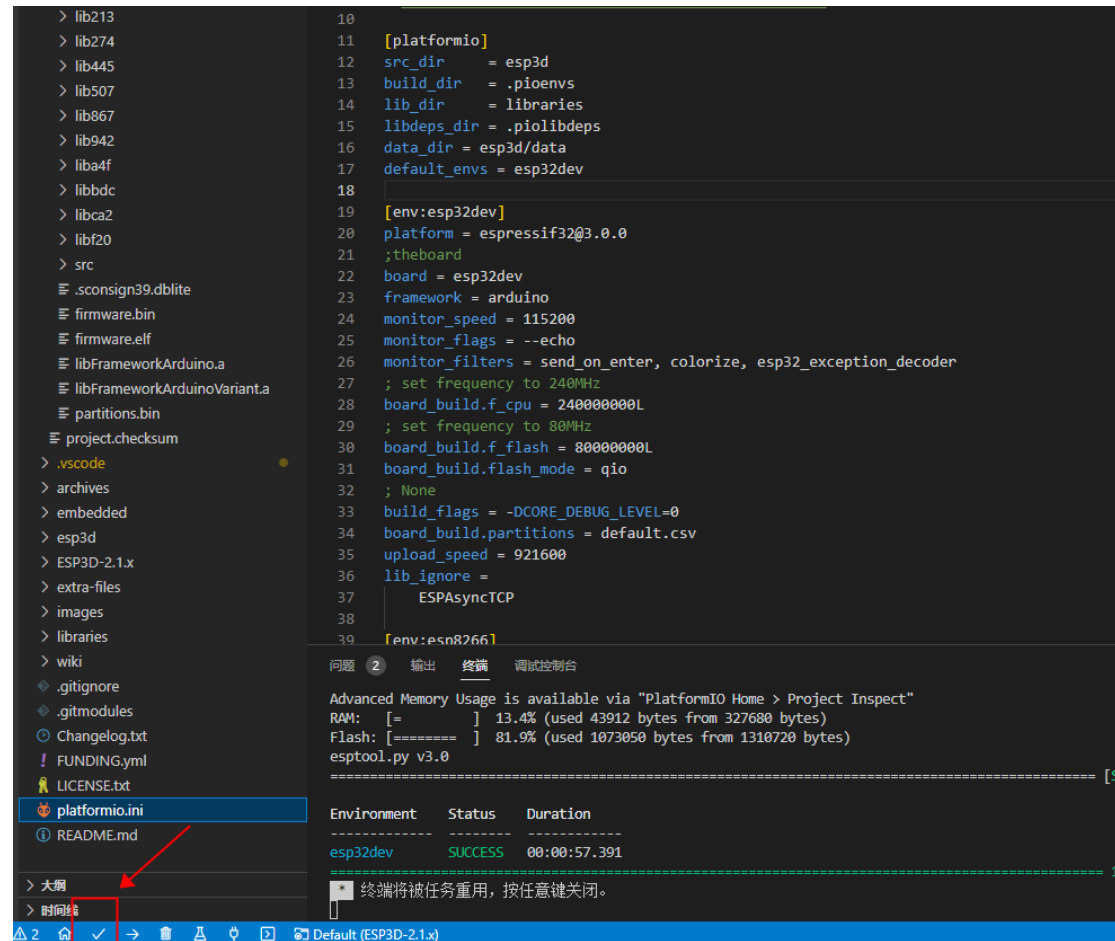 lib213
lib274
lib445
lib507
lib867
lib942
liba4f
libbdc
libca2
libf20
src
.sconsign39.dblite
firmware.bin
firmware.elf
libFrameworkArduino.a
libFrameworkArduinoVariant.a
partitions.bin
project.checksum
.vscode
archives
embedded
esp3d
ESP3D-2.1.x
extra-files
images
libraries
wiki
.gitignore
.gitmodules
Changelog.txt
FUNDING.yml
LICENSE.txt
platformio.ini
README.md
大纲
时间线
10
11 [platformio]
12 src_dir = esp3d
13 build_dir = .pioenvs
14 lib_dir = libraries
15 libdeps_dir = .piolibdeps
16 data_dir = esp3d/data
17 default_envs = esp32dev
18
19 [env:esp32dev]
20 platform = espressif32@3.0.0
21 ;theboard
22 board = esp32dev
23 framework = arduino
24 monitor_speed = 115200
25 monitor_flags = --echo
26 monitor_filters = send_on_enter, colorize, esp32_exception_decoder
27 ; set frequency to 240MHz
28 board_build.f_cpu = 240000000L
29 ; set frequency to 80MHz
30 board_build.f_flash = 80000000L
31 board_build.flash_mode = qio
32 ; None
33 build_flags = -DCORE_DEBUG_LEVEL=0
34 board_build.partitions = default.csv
35 upload_speed = 921600
36 lib_ignore =
37 ESPAsyncTCP
38
39 [env:esp8266]
问题 2 输出 终端 调试控制台
Advanced Memory Usage is available via "PlatformIO Home > Project Inspect"
RAM: [= ] 13.4% (used 43912 bytes from 327680 bytes)
Flash: [======== ] 81.9% (used 1073050 bytes from 1310720 bytes)
esptool.py v3.0
[S
Environment Status Duration
------------- -------- ------------
esp32dev SUCCESS 00:00:57.391
1
* 终端将被任务重用，按任意键关闭。
2 Default (ESP3D-2.1.x)